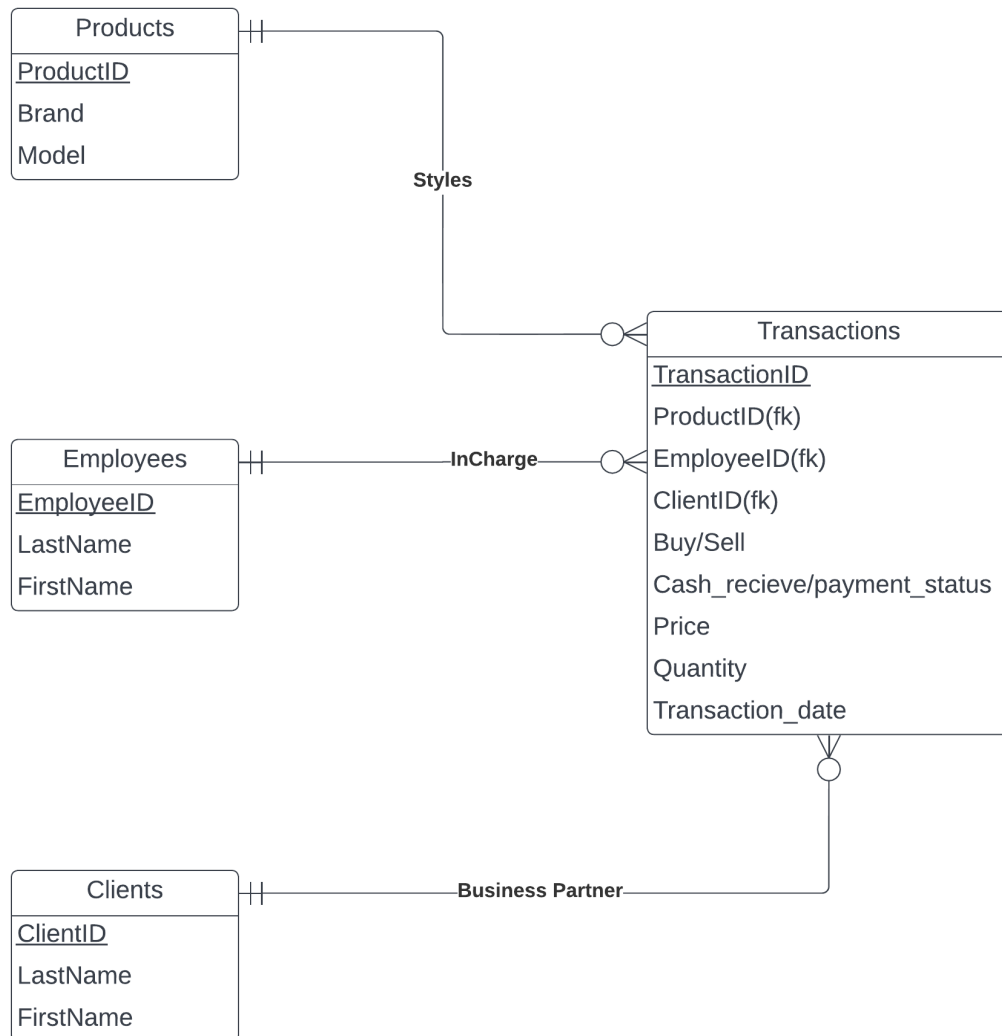 Products
ProductID
Brand
Model
Styles
Transactions
TransactionID
ProductID(fk)
EmployeeID(fk)
ClientID(fk)
Buy/Sell
Cash_recieve/payment_status
Price
Quantity
Transaction_date
Employees
EmployeeID
LastName
FirstName
InCharge
Clients
ClientID
LastName
FirstName
Business Partner